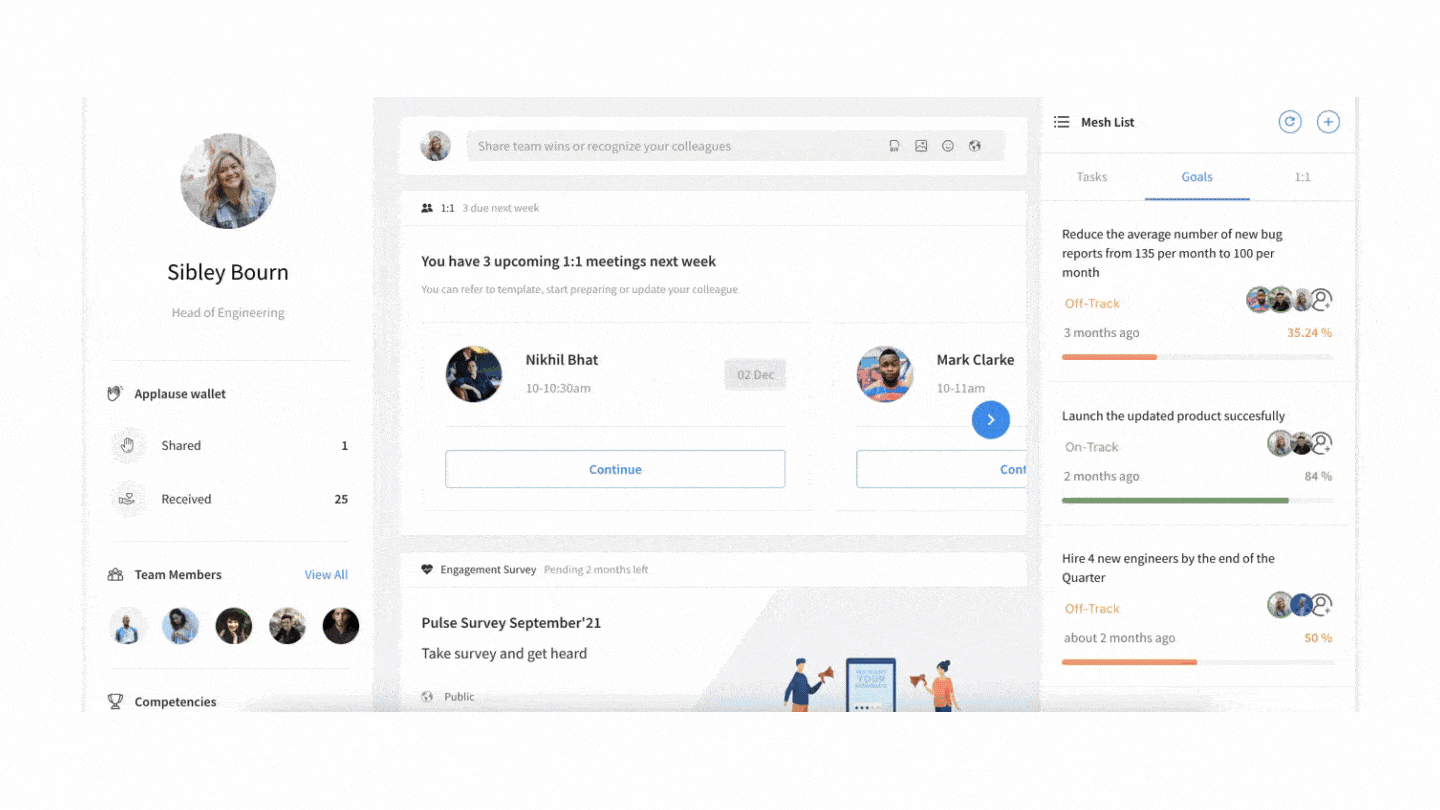 Sibley Bourn
Head of Engineering
Applause wallet
Shared 1
Received 25
Team Members View All
Competencies
Share team wins or recognize your colleagues
1:1 3 due next week
You have 3 upcoming 1:1 meetings next week
You can refer to template, start preparing or update your colleague
Nikhil Bhat
10-10:30am
02 Dec
Continue
Mark Clarke
10-11am
Cont
Engagement Survey Pending 2 months left
Pulse Survey September'21
Take survey and get heard
Public
WE WANT
YOUR
Mesh List
Tasks Goals 1:1
Reduce the average number of new bug
reports from 135 per month to 100 per
month
Off-Track
3 months ago 35.24 %
Launch the updated product succesfully
On-Track
2 months ago 84 %
Hire 4 new engineers by the end of the
Quarter
Off-Track
about 2 months ago 50 %